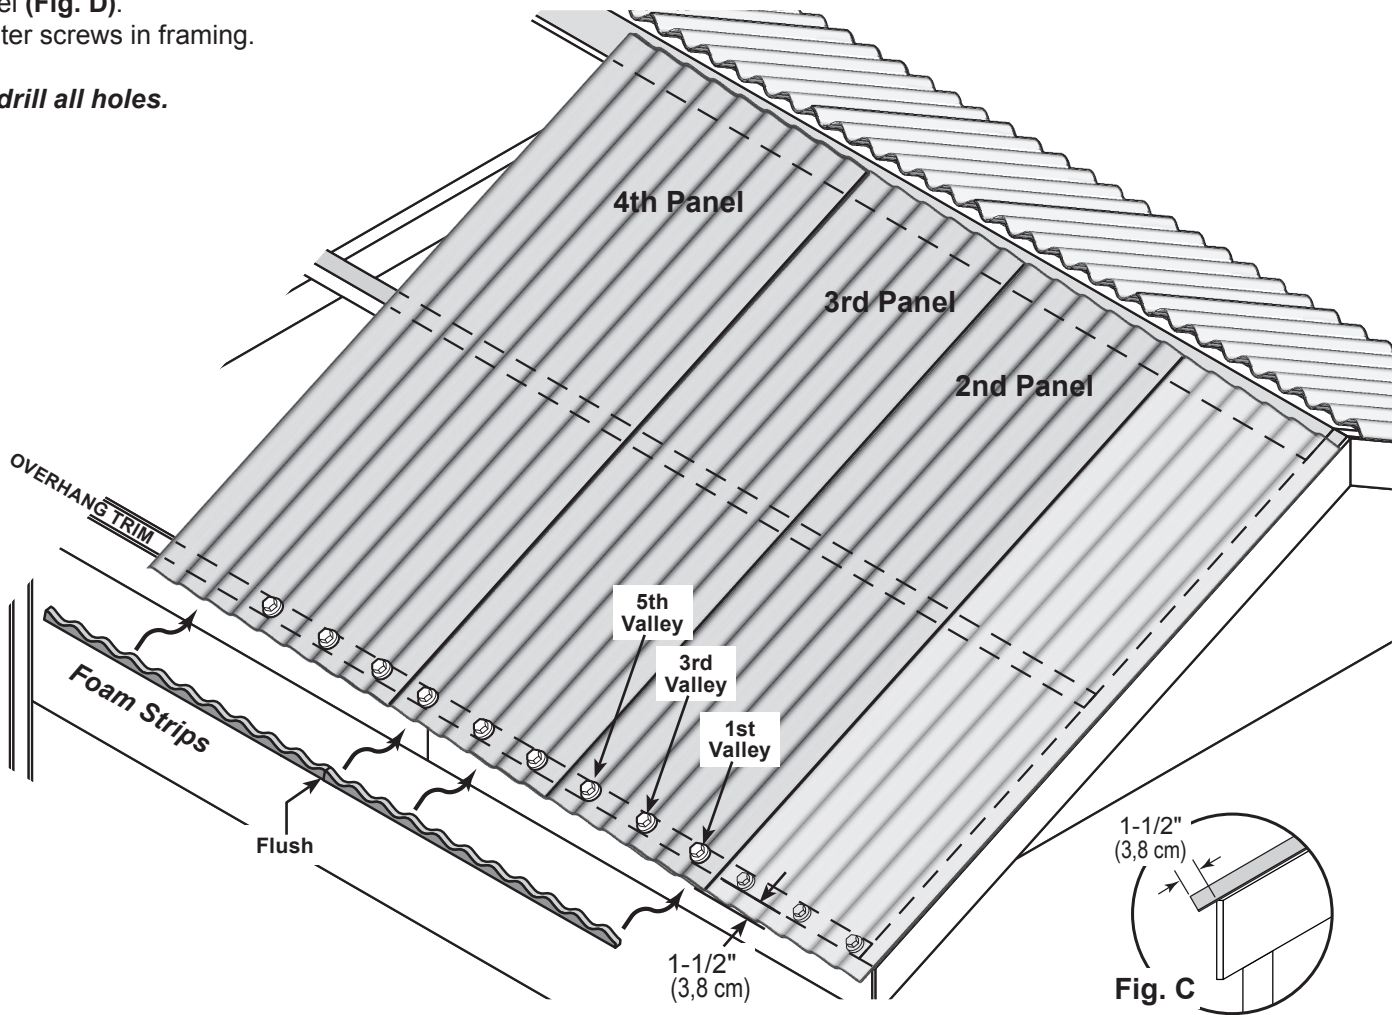 el (Fig. D).
ter screws in framing.
drill all holes.
4th Panel
3rd Panel
2nd Panel
OVERHANG TRIM
5th
Valley
3rd
Valley
1st
Valley
Foam Strips
Flush
1-1/2"
(3,8 cm)
1-1/2"
(3,8 cm)
Fig. C